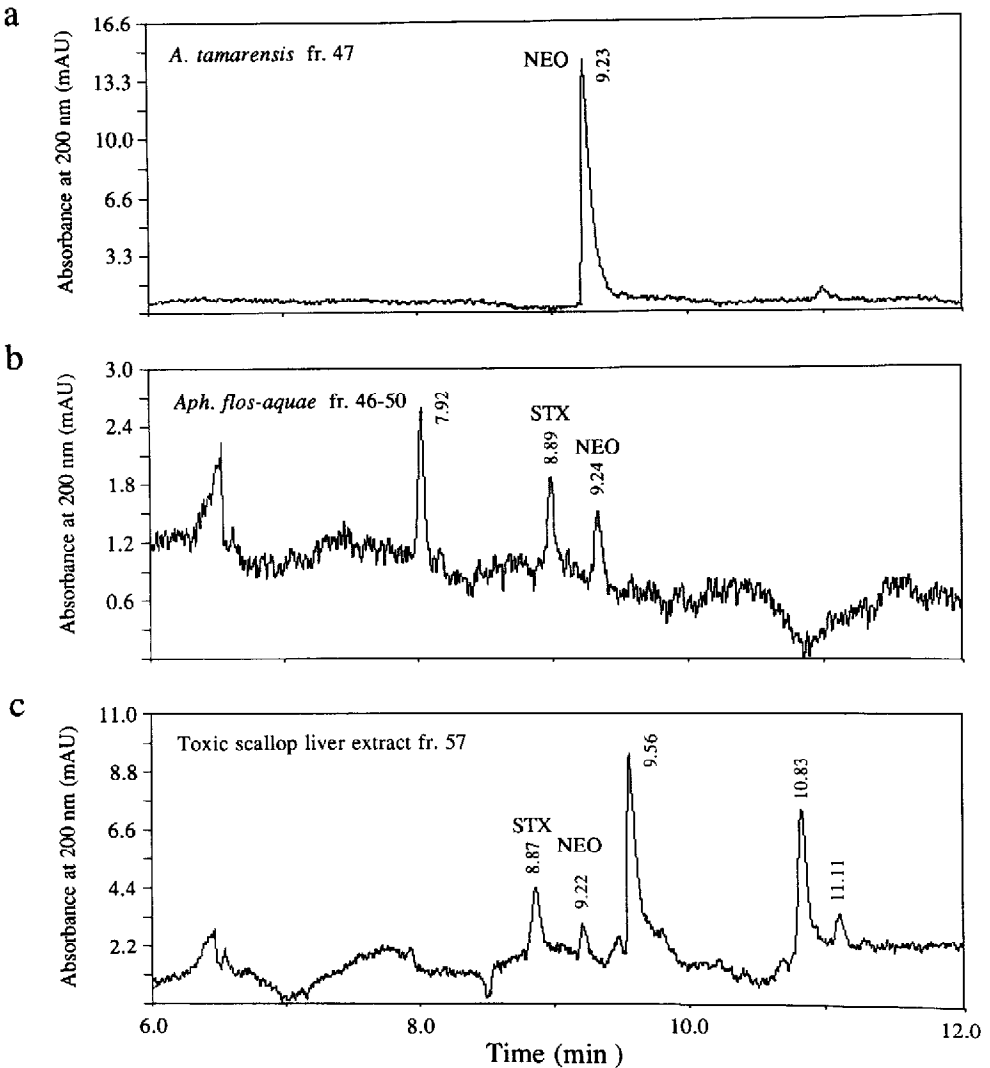 a
Absorbance at 200 nm (mAU)
16.6
13.3
10.0
6.6
3.3
A. tamarensis fr. 47
NEO
9.23
b
Absorbance at 200 nm (mAU)
3.0
2.4
1.8
1.2
0.6
Aph. flos-aquae fr. 46-50
7.92
STX
8.89
NEO
9.24
c
Absorbance at 200 nm (mAU)
11.0
8.8
6.6
4.4
2.2
Toxic scallop liver extract fr. 57
STX
8.87
NEO
9.22
9.56
10.83
11.11
6.0 8.0 10.0 12.0
Time (min )